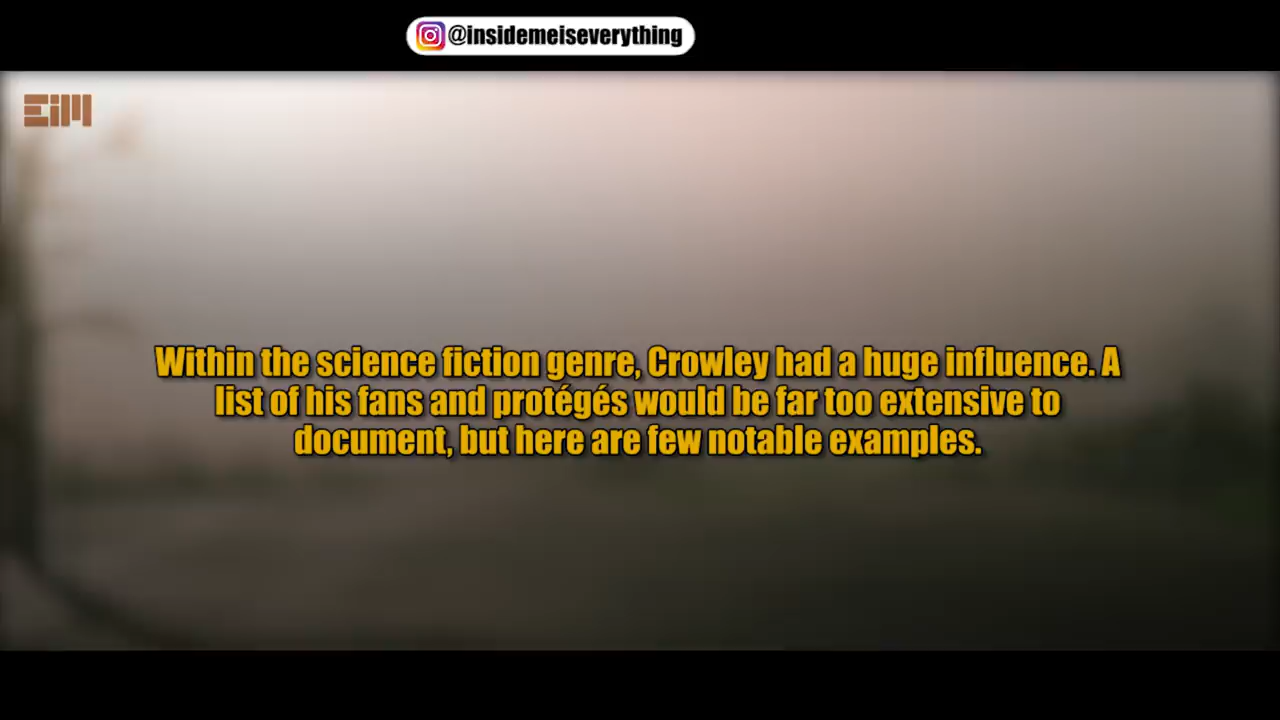 @insidemeiseverything
EiM
Within the science fiction genre, Crowley had a huge influence. A
list of his fans and protégés would be far too extensive to
document, but here are few notable examples.